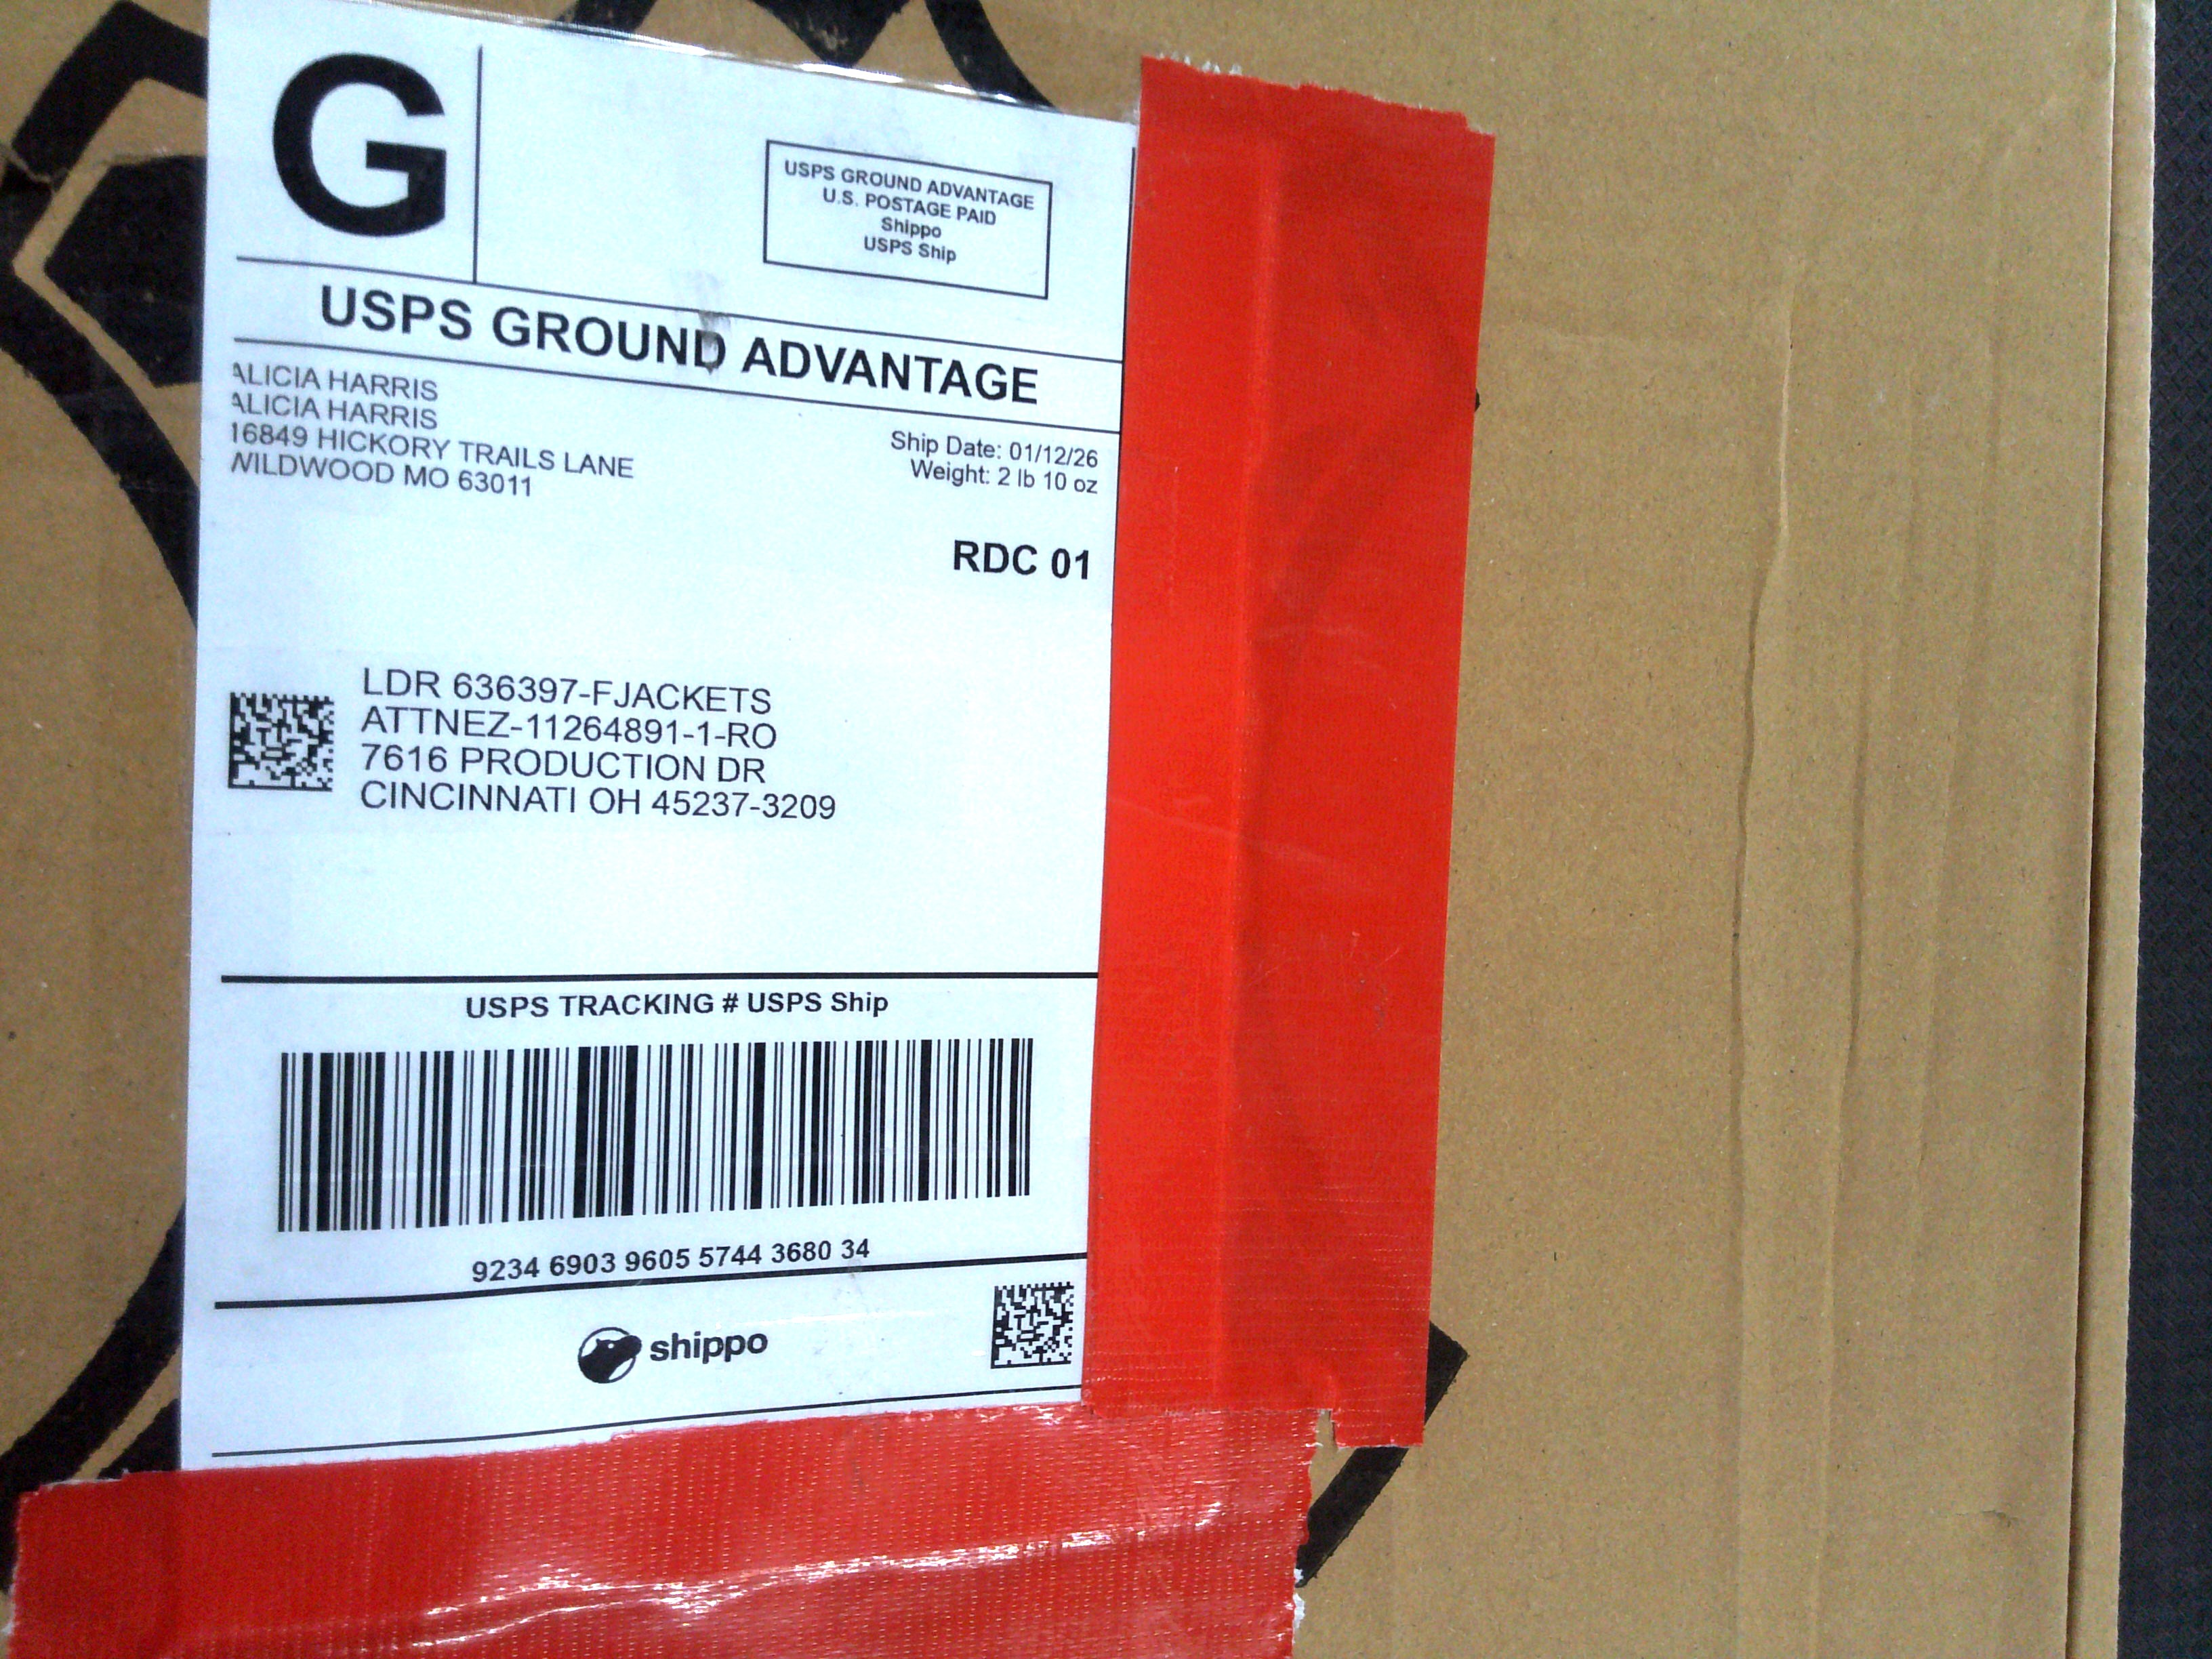 G
USPS GROUND ADVANTAGE
U.S. POSTAGE PAID
Shippo
USPS Ship
USPS GROUND ADVANTAGE
ALICIA HARRIS
ALICIA HARRIS
16849 HICKORY TRAILS LANE
WILDWOOD MO 63011
Ship Date: 01/12/26
Weight: 2 lb 10 oz
RDC 01
LDR 636397-FJACKETS
ATTNEZ-11264891-1-RO
7616 PRODUCTION DR
CINCINNATI OH 45237-3209
USPS TRACKING # USPS Ship
9234 6903 9605 5744 3680 34
shippo